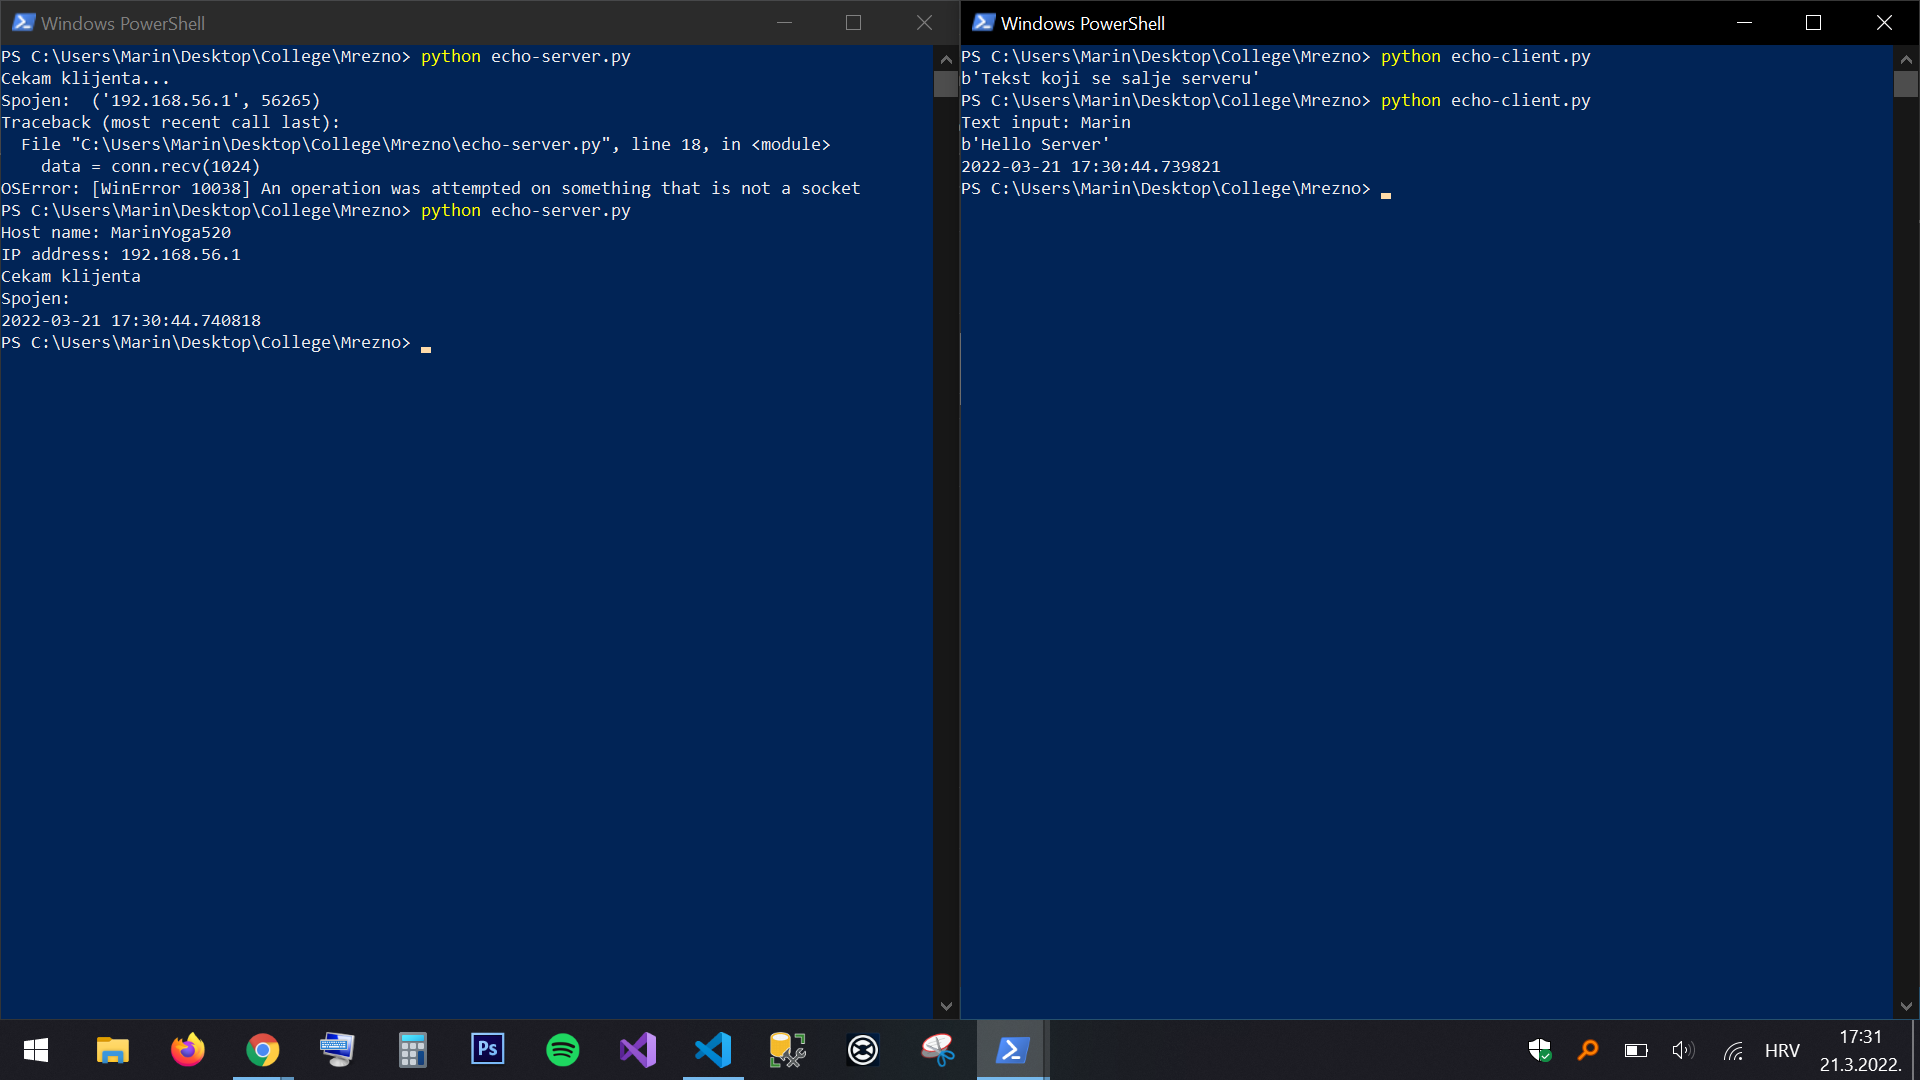 Windows PowerShell
PS C:\Users\Marin\Desktop\College\Mrezno> python echo-server.py
Cekam klijenta...
Spojen:  ('192.168.56.1', 56265)
Traceback (most recent call last):
  File "C:\Users\Marin\Desktop\College\Mrezno\echo-server.py", line 18, in <module>
    data = conn.recv(1024)
OSError: [WinError 10038] An operation was attempted on something that is not a socket
PS C:\Users\Marin\Desktop\College\Mrezno> python echo-server.py
Host name: MarinYoga520
IP address: 192.168.56.1
Cekam klijenta
Spojen:
2022-03-21 17:30:44.740818
PS C:\Users\Marin\Desktop\College\Mrezno>
Windows PowerShell
PS C:\Users\Marin\Desktop\College\Mrezno> python echo-client.py
b'Tekst koji se salje serveru'
PS C:\Users\Marin\Desktop\College\Mrezno> python echo-client.py
Text input: Marin
b'Hello Server'
2022-03-21 17:30:44.739821
PS C:\Users\Marin\Desktop\College\Mrezno>
Ps
HRV
17:31
21.3.2022.